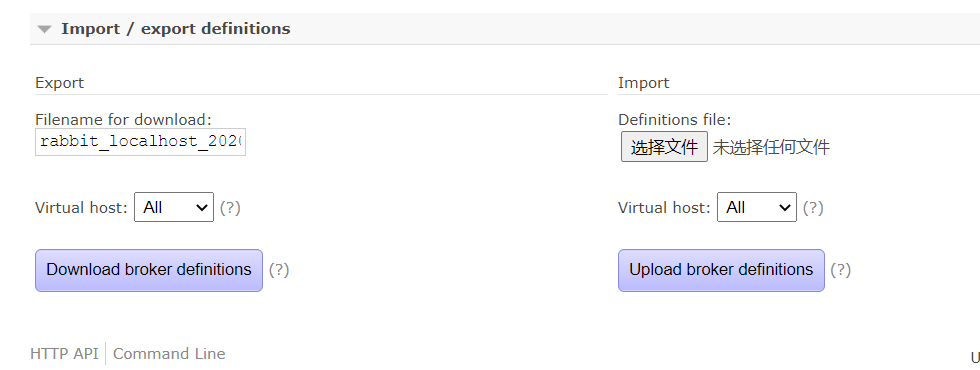 Import / export definitions
Export
Filename for download:
rabbit_localhost_202
Virtual host: All (?)
Download broker definitions (?)
Import
Definitions file:
选择文件 未选择任何文件
Virtual host: All (?)
Upload broker definitions (?)
HTTP API Command Line
U